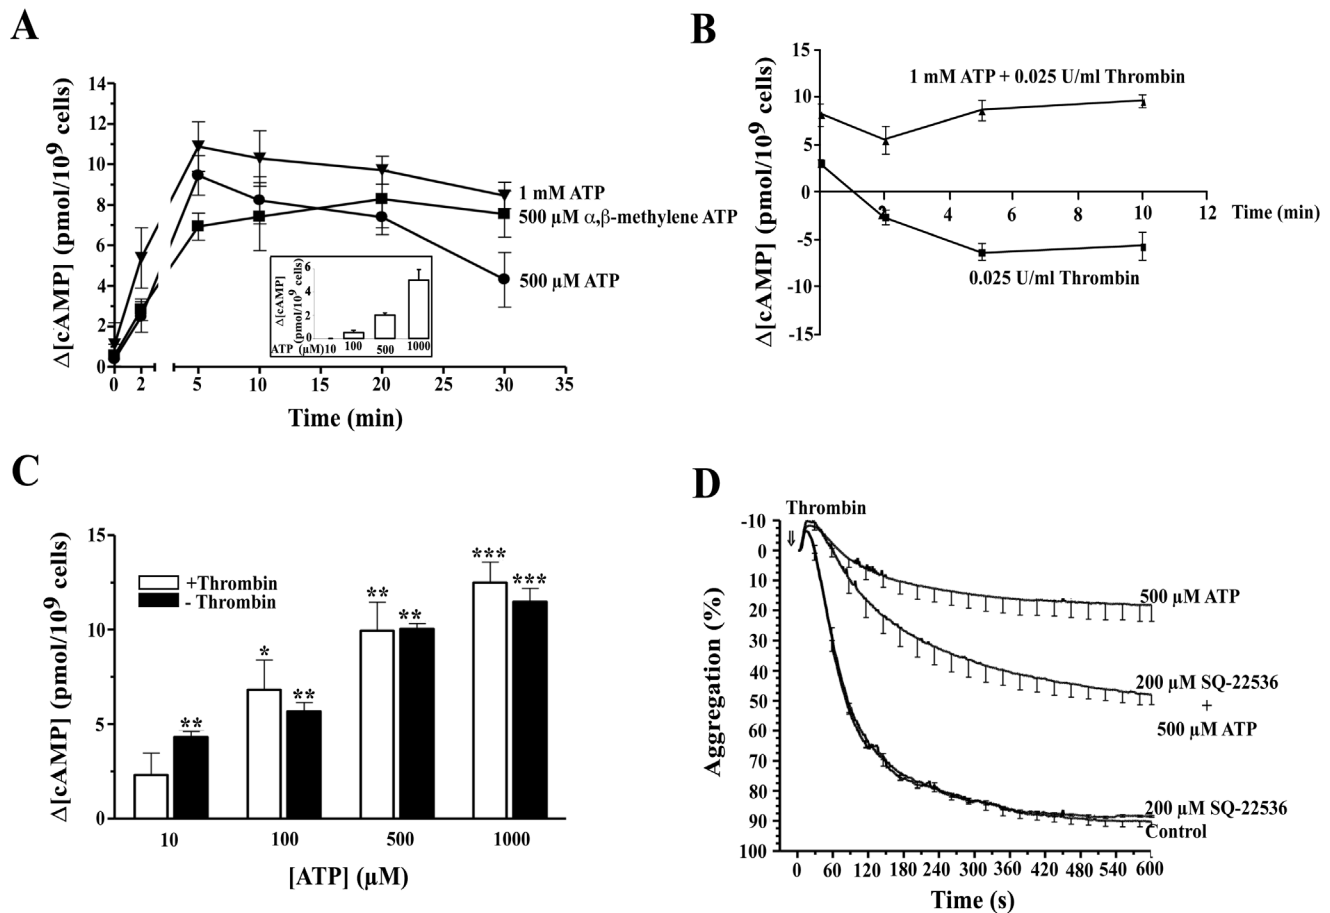 A
Δ[cAMP] (pmol/10⁹ cells)
14
12
10
8
6
4
2
0
0 2 5 10 15 20 25 30 35
Time (min)
1 mM ATP
500 µM α,β-methylene ATP
500 µM ATP
Δ[cAMP]
(pmol/10⁹ cells)
6
4
2
0
ATP (µM) 10 100 500 1000
B
Δ[cAMP] (pmol/10⁹ cells)
15
10
5
0
-5
-10
-15
2 4 6 8 10 12
Time (min)
1 mM ATP + 0.025 U/ml Thrombin
0.025 U/ml Thrombin
C
Δ[cAMP] (pmol/10⁹ cells)
15
10
5
0
+Thrombin
- Thrombin
**
* **
** **
*** ***
10 100 500 1000
[ATP] (µM)
D
Thrombin
⇓
Aggregation (%)
-10
0
10
20
30
40
50
60
70
80
90
100
0 60 120 180 240 300 360 420 480 540 600
Time (s)
500 µM ATP
200 µM SQ-22536
+
500 µM ATP
200 µM SQ-22536
Control